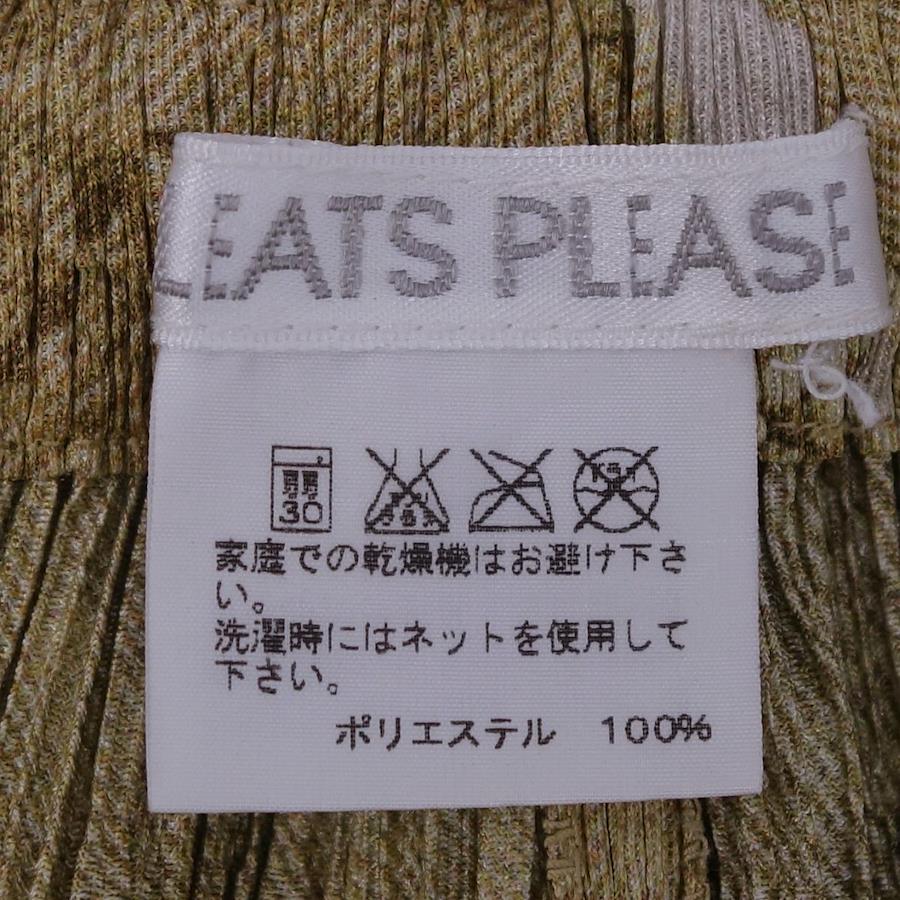 LEATS PLEASE
弱
30
家庭での乾燥機はお避け下さ
い。
洗濯時にはネットを使用して
下さい。
ポリエステル 100%